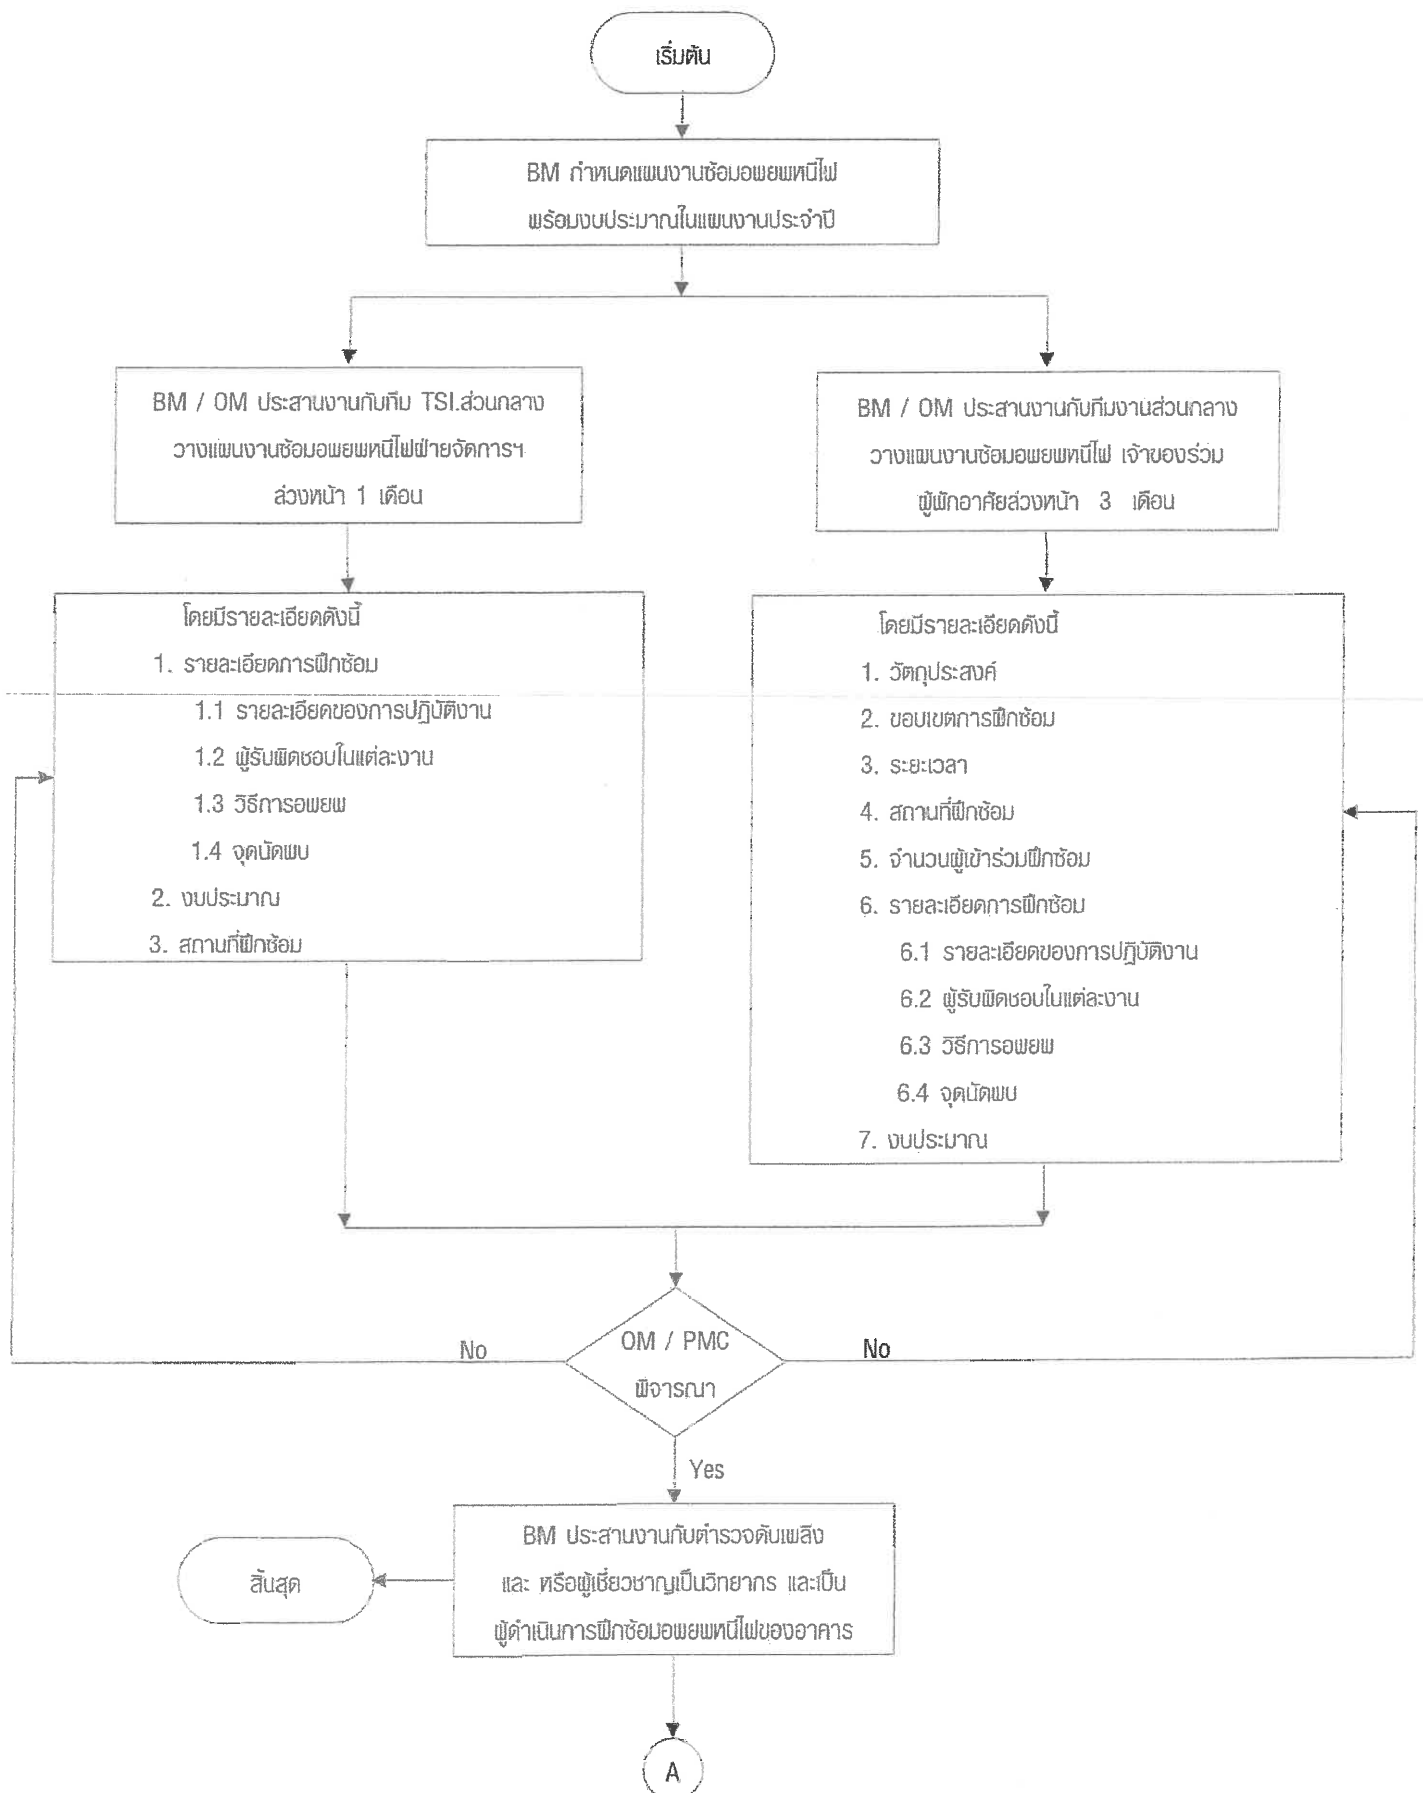 เริ่มต้น
BM กำหนดแผนงานซ้อมอพยพหนีไฟ
พร้อมงบประมาณในแผนงานประจำปี
BM / OM ประสานงานกับทีม TSI.ส่วนกลาง
วางแผนงานซ้อมอพยพหนีไฟฝ่ายจัดการฯ
ล่วงหน้า 1 เดือน
BM / OM ประสานงานกับทีมงานส่วนกลาง
วางแผนงานซ้อมอพยพหนีไฟ เจ้าของร่วม
ผู้พักอาศัยล่วงหน้า 3 เดือน
โดยมีรายละเอียดดังนี้
1. รายละเอียดการฝึกซ้อม
1.1 รายละเอียดของการปฏิบัติงาน
1.2 ผู้รับผิดชอบในแต่ละงาน
1.3 วิธีการอพยพ
1.4 จุดนัดพบ
2. งบประมาณ
3. สถานที่ฝึกซ้อม
โดยมีรายละเอียดดังนี้
1. วัตถุประสงค์
2. ขอบเขตการฝึกซ้อม
3. ระยะเวลา
4. สถานที่ฝึกซ้อม
5. จำนวนผู้เข้าร่วมฝึกซ้อม
6. รายละเอียดการฝึกซ้อม
6.1 รายละเอียดของการปฏิบัติงาน
6.2 ผู้รับผิดชอบในแต่ละงาน
6.3 วิธีการอพยพ
6.4 จุดนัดพบ
7. งบประมาณ
OM / PMC
พิจารณา
No
No
Yes
BM ประสานงานกับตำรวจดับเพลิง
และ หรือผู้เชี่ยวชาญเป็นวิทยากร และเป็น
ผู้ดำเนินการฝึกซ้อมอพยพหนีไฟของอาคาร
สิ้นสุด
A